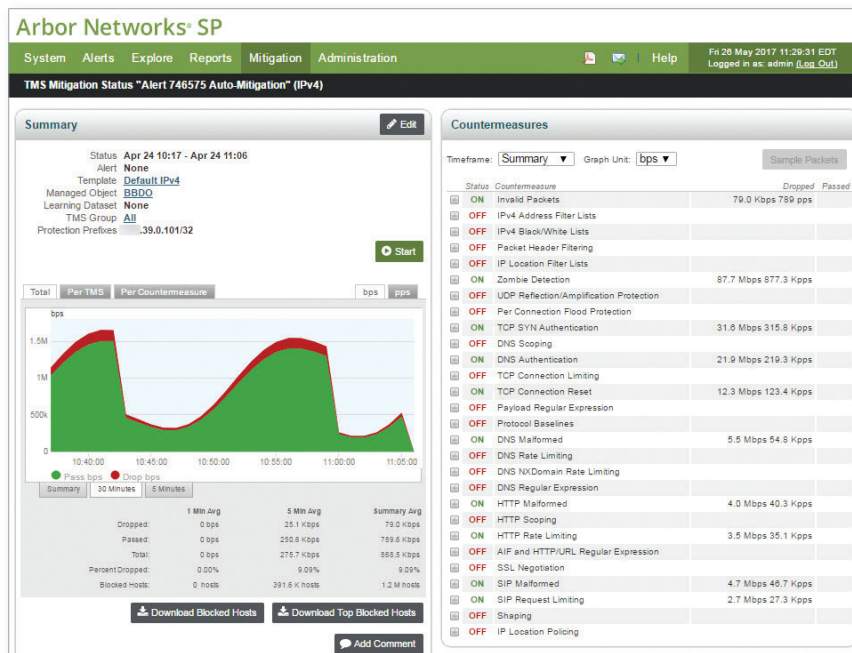 Arbor Networks® SP
System Alerts Explore Reports Mitigation Administration Help
Fri 26 May 2017 11:29:31 EDT
Logged in as: admin (Log Out)
TMS Mitigation Status "Alert 746575 Auto-Mitigation" (IPv4)
Summary
Edit
Status Apr 24 10:17 - Apr 24 11:06
Alert None
Template Default IPv4
Managed Object BBDO
Learning Dataset None
TMS Group All
Protection Prefixes .39.0.101/32
Start
Total Per TMS Per Countermeasure bps pps
bps
1.5M
1M
500k
0
10:40:00 10:45:00 10:50:00 10:55:00 11:00:00 11:05:00
Pass bps Drop bps
Summary 30 Minutes 5 Minutes
1 Min Avg 5 Min Avg Summary Avg
Dropped: 0 bps 25.1 Kbps 79.0 Kbps
Passed: 0 bps 250.6 Kbps 789.6 Kbps
Total: 0 bps 275.7 Kbps 868.5 Kbps
Percent Dropped: 0.00% 9.09% 9.09%
Blocked Hosts: 0 hosts 391.6 K hosts 1.2 M hosts
Download Blocked Hosts Download Top Blocked Hosts
Add Comment
Countermeasures
Timeframe: Summary Graph Unit: bps Sample Packets
Status Countermeasure Dropped Passed
ON Invalid Packets 79.0 Kbps 789 pps
OFF IPv4 Address Filter Lists
OFF IPv4 Black/White Lists
OFF Packet Header Filtering
OFF IP Location Filter Lists
ON Zombie Detection 87.7 Mbps 877.3 Kpps
OFF UDP Reflection/Amplification Protection
OFF Per Connection Flood Protection
ON TCP SYN Authentication 31.6 Mbps 315.8 Kpps
OFF DNS Scoping
ON DNS Authentication 21.9 Mbps 219.3 Kpps
OFF TCP Connection Limiting
ON TCP Connection Reset 12.3 Mbps 123.4 Kpps
OFF Payload Regular Expression
OFF Protocol Baselines
ON DNS Malformed 5.5 Mbps 54.8 Kpps
OFF DNS Rate Limiting
OFF DNS NXDomain Rate Limiting
OFF DNS Regular Expression
ON HTTP Malformed 4.0 Mbps 40.3 Kpps
OFF HTTP Scoping
ON HTTP Rate Limiting 3.5 Mbps 35.1 Kpps
OFF AIF and HTTP/URL Regular Expression
OFF SSL Negotiation
ON SIP Malformed 4.7 Mbps 46.7 Kpps
ON SIP Request Limiting 2.7 Mbps 27.3 Kpps
OFF Shaping
OFF IP Location Policing